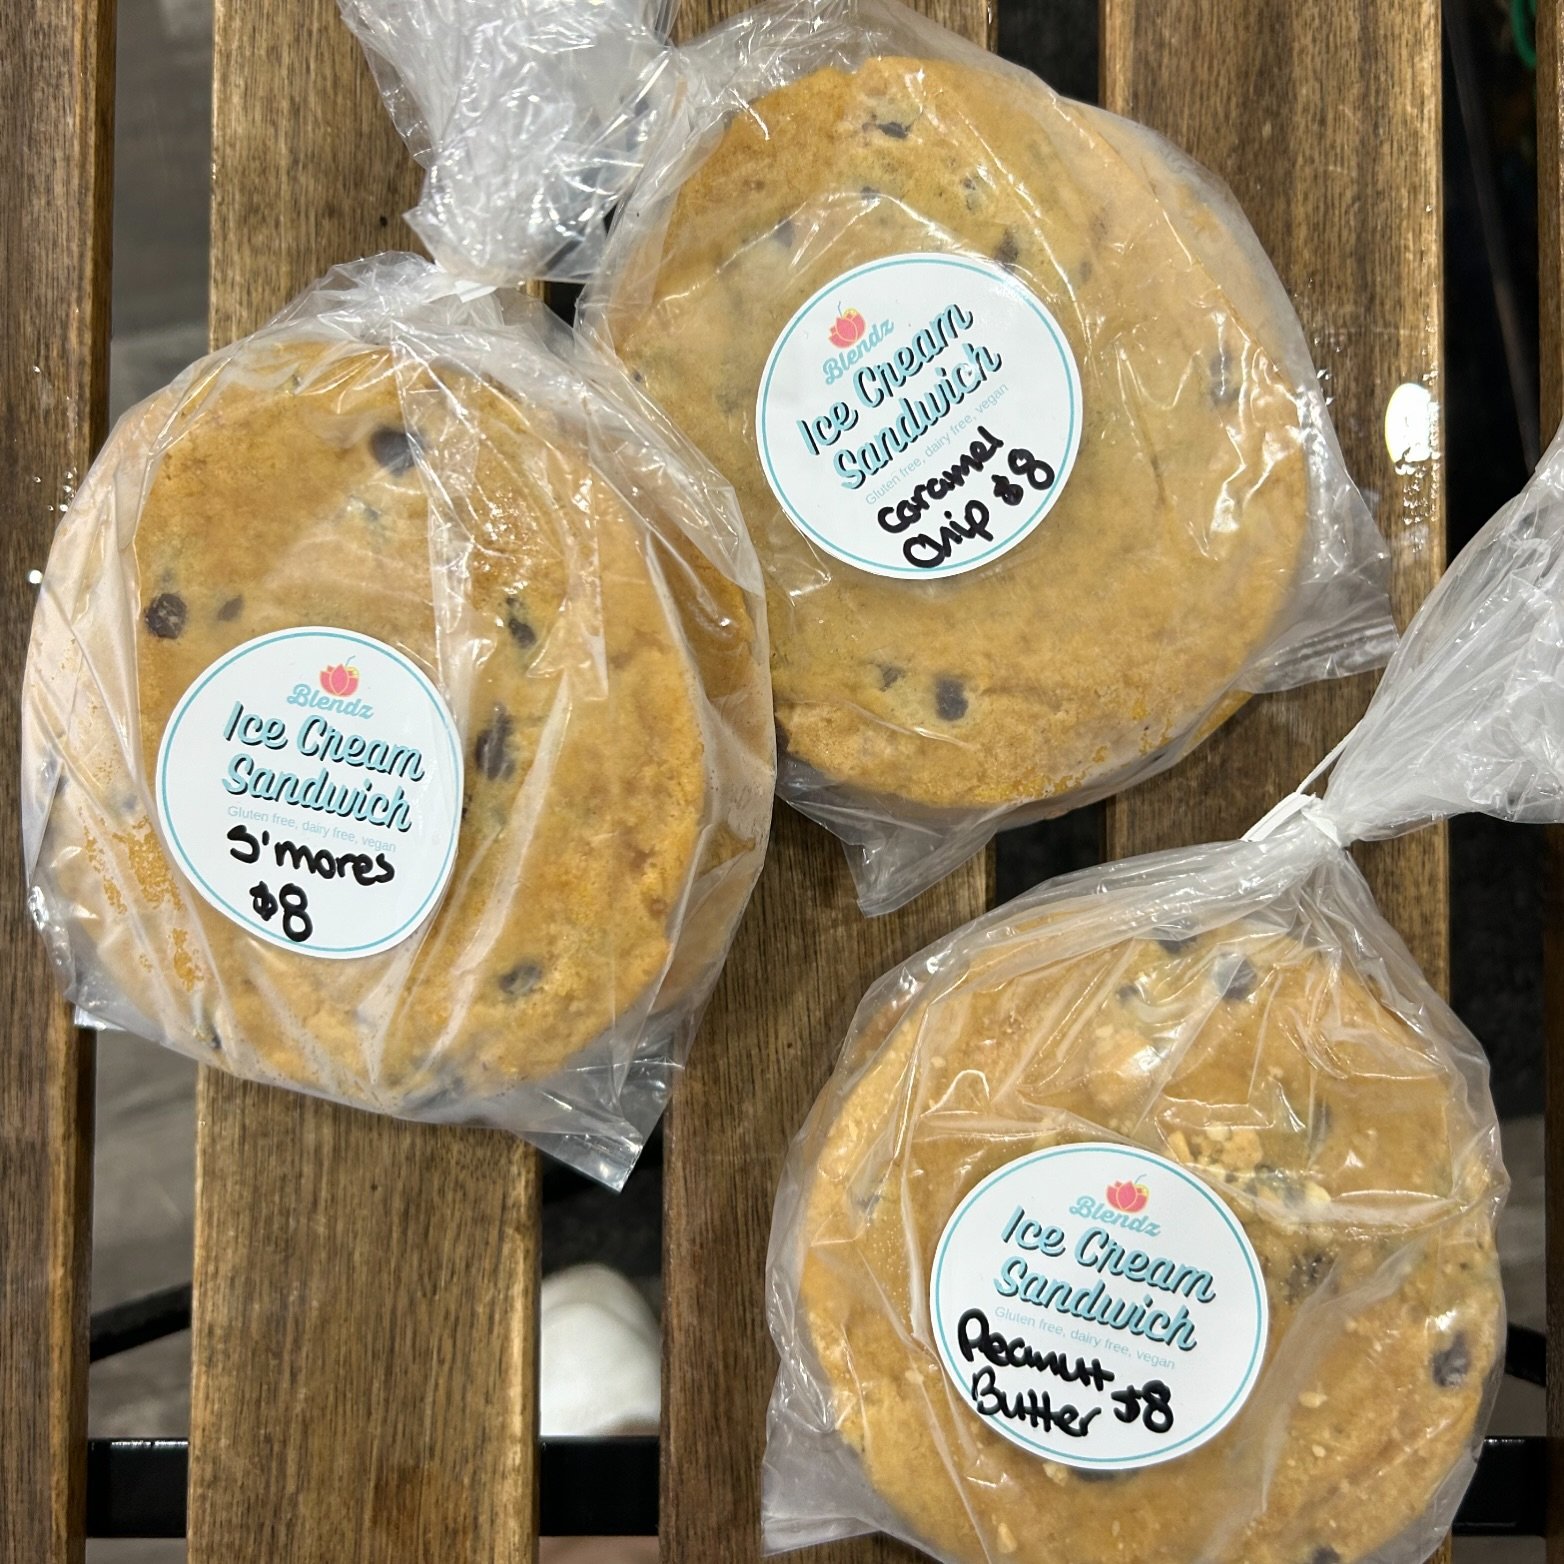 Blendz
Ice Cream
Sandwich
Gluten free, dairy free, vegan
caramel
Chip $8
Blendz
Ice Cream
Sandwich
Gluten free, dairy free, vegan
S'mores
$8
Blendz
Ice Cream
Sandwich
Gluten free, dairy free, vegan
Peanutt
Butter $8